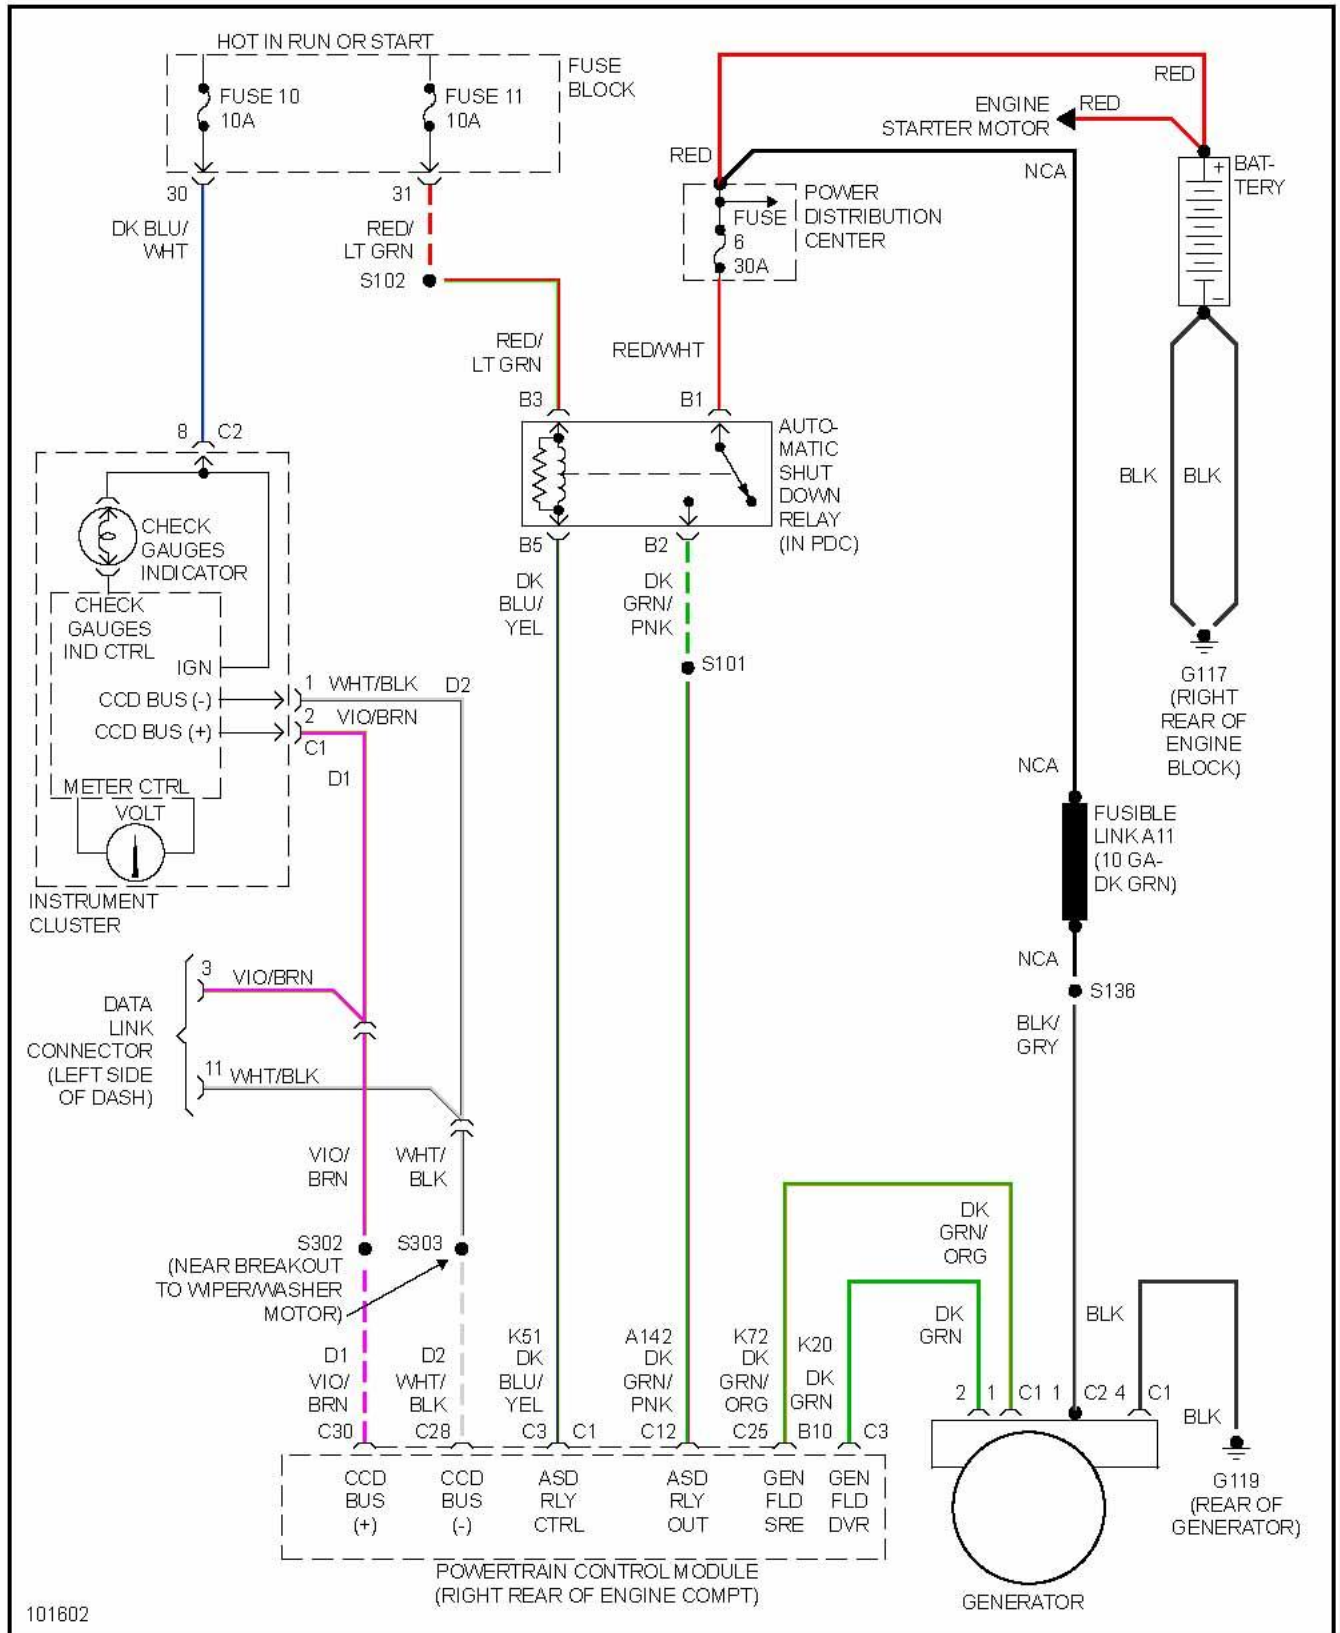 HOT IN RUN OR START
FUSE 10
10A
FUSE 11
10A
FUSE
BLOCK
30
31
DK BLU/
WHT
RED/
LT GRN
S102
RED
ENGINE
STARTER MOTOR
RED
RED
NCA
BAT-
TERY
+
-
POWER
DISTRIBUTION
CENTER
FUSE
6
30A
RED/
LT GRN
RED/WHT
B3
B1
AUTO-
MATIC
SHUT
DOWN
RELAY
(IN PDC)
B5
B2
DK
BLU/
YEL
DK
GRN/
PNK
S101
BLK
BLK
G117
(RIGHT
REAR OF
ENGINE
BLOCK)
8
C2
CHECK
GAUGES
INDICATOR
CHECK
GAUGES
IND CTRL
IGN
CCD BUS (-)
CCD BUS (+)
METER CTRL
VOLT
INSTRUMENT
CLUSTER
1
WHT/BLK
D2
2
VIO/BRN
C1
D1
NCA
FUSIBLE
LINK A11
(10 GA-
DK GRN)
NCA
S136
BLK/
GRY
DATA
LINK
CONNECTOR
(LEFT SIDE
OF DASH)
3
VIO/BRN
11
WHT/BLK
VIO/
BRN
WHT/
BLK
S302
S303
(NEAR BREAKOUT
TO WIPER/WASHER
MOTOR)
D1
VIO/
BRN
D2
WHT/
BLK
K51
DK
BLU/
YEL
A142
DK
GRN/
PNK
K72
DK
GRN/
ORG
K20
DK
GRN
DK
GRN/
ORG
DK
GRN
BLK
2
1
C1
1
C2
4
C1
BLK
C30
C28
C3
C1
C12
C25
B10
C3
CCD
BUS
(+)
CCD
BUS
(-)
ASD
RLY
CTRL
ASD
RLY
OUT
GEN
FLD
SRE
GEN
FLD
DVR
POWERTRAIN CONTROL MODULE
(RIGHT REAR OF ENGINE COMPT)
GENERATOR
G119
(REAR OF
GENERATOR)
101602